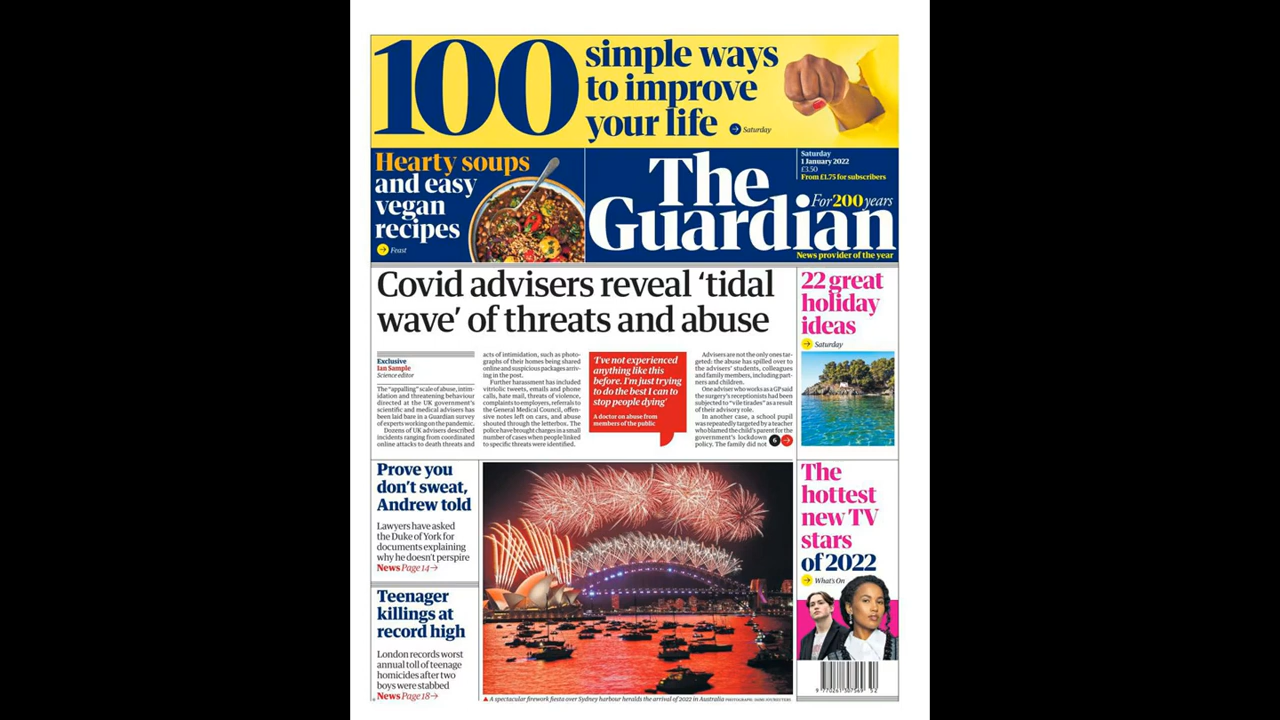 100
simple ways
to improve
your life
Saturday
Hearty soups
and easy
vegan
recipes
Feast
The
Guardian
Saturday
1 January 2022
£3.50
From £1.75 for subscribers
For 200 years
News provider of the year
Covid advisers reveal ‘tidal
wave’ of threats and abuse
Exclusive
Ian Sample
Science editor
The “appalling” scale of abuse, intim-
idation and threatening behaviour
directed at the UK government’s
scientific and medical advisers has
been laid bare in a Guardian survey
of experts working on the pandemic.
Dozens of UK advisers described
incidents ranging from coordinated
online attacks to death threats and
acts of intimidation, such as photo-
graphs of their homes being shared
online and suspicious packages arriv-
ing in the post.
Further harassment has included
vitriolic tweets, emails and phone
calls, hate mail, threats of violence,
complaints to employers, referrals to
the General Medical Council, offen-
sive notes left on cars, and abuse
shouted through the letterbox. The
police have brought charges in a small
number of cases when people linked
to specific threats were identified.
‘I’ve not experienced
anything like this
before. I’m just trying
to do the best I can to
stop people dying’
A doctor on abuse from
members of the public
Advisers are not the only ones tar-
geted: the abuse has spilled over to
the advisers’ students, colleagues
and family members, including part-
ners and children.
One adviser who works as a GP said
the surgery’s receptionists had been
subjected to “vile tirades” as a result
of their advisory role.
In another case, a school pupil
was repeatedly targeted by a teacher
who blamed the child’s parent for the
government’s lockdown
policy. The family did not
6
22 great
holiday
ideas
Saturday
Prove you
don’t sweat,
Andrew told
Lawyers have asked
the Duke of York for
documents explaining
why he doesn’t perspire
News Page 14
Teenager
killings at
record high
London records worst
annual toll of teenage
homicides after two
boys were stabbed
News Page 18
A spectacular firework fiesta over Sydney harbour heralds the arrival of 2022 in Australia PHOTOGRAPH:
The
hottest
new TV
stars
of 2022
What’s On
9 770261 307569 52